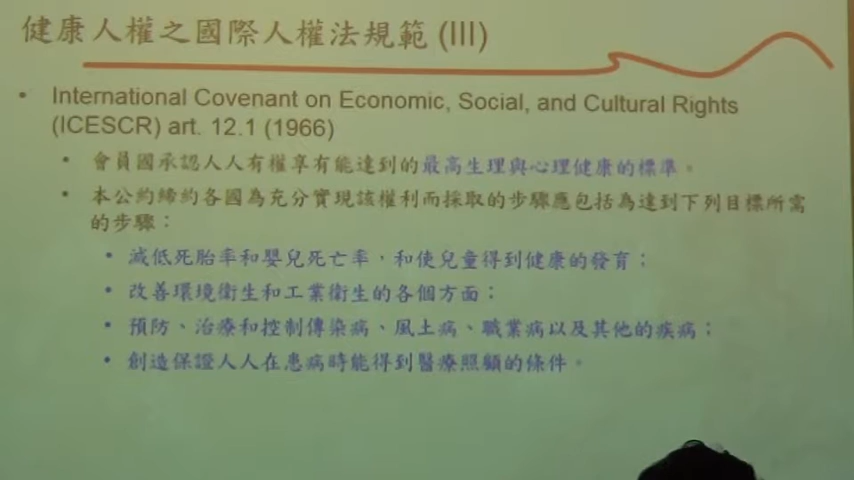 健康人權之國際人權法規範 (III)
• International Covenant on Economic, Social, and Cultural Rights
(ICESCR) art. 12.1 (1966)
• 會員國承認人人有權享有能達到的最高生理與心理健康的標準。
• 本公約締約各國為充分實現該權利而採取的步驟應包括為達到下列目標所需
的步驟：
• 減低死胎率和嬰兒死亡率，和使兒童得到健康的發育；
• 改善環境衛生和工業衛生的各個方面；
• 預防、治療和控制傳染病、風土病、職業病以及其他的疾病；
• 創造保證人人在患病時能得到醫療照顧的條件。